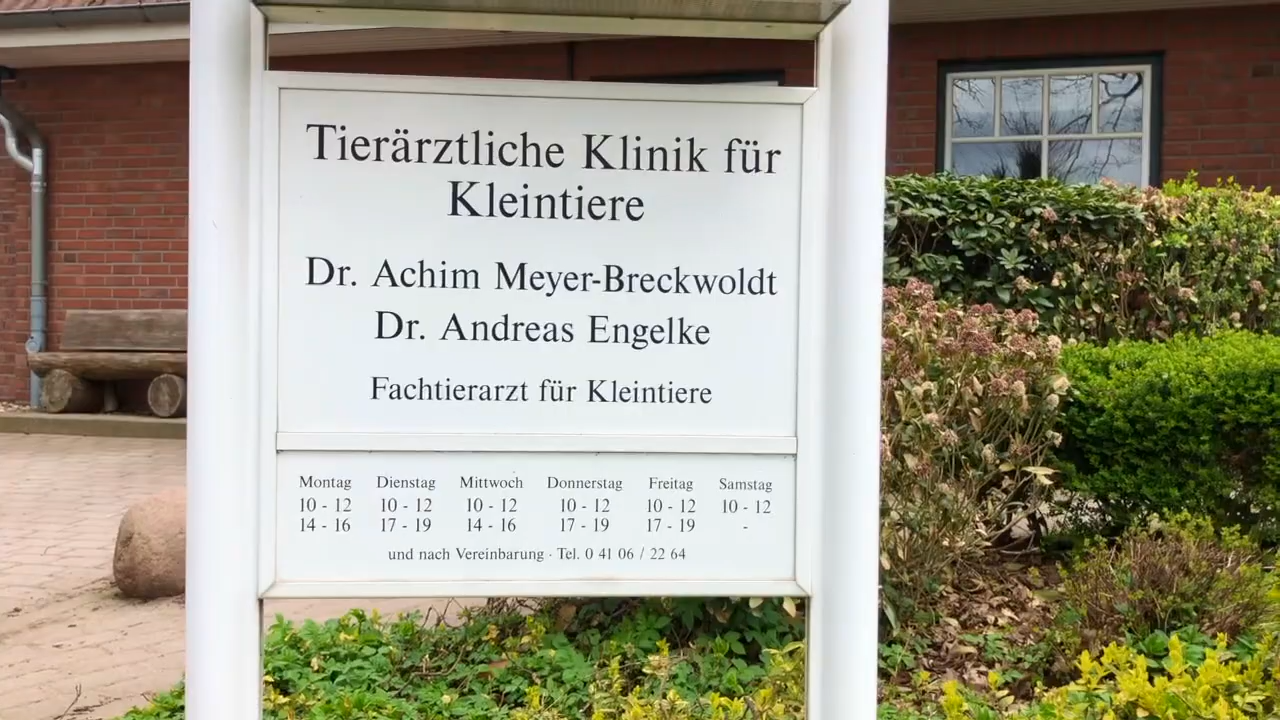 Tierärztliche Klinik für
Kleintiere
Dr. Achim Meyer-Breckwoldt
Dr. Andreas Engelke
Fachtierarzt für Kleintiere
Montag Dienstag Mittwoch Donnerstag Freitag Samstag
10 - 12 10 - 12 10 - 12 10 - 12 10 - 12 10 - 12
14 - 16 17 - 19 14 - 16 17 - 19 17 - 19 -
und nach Vereinbarung · Tel. 0 41 06 / 22 64